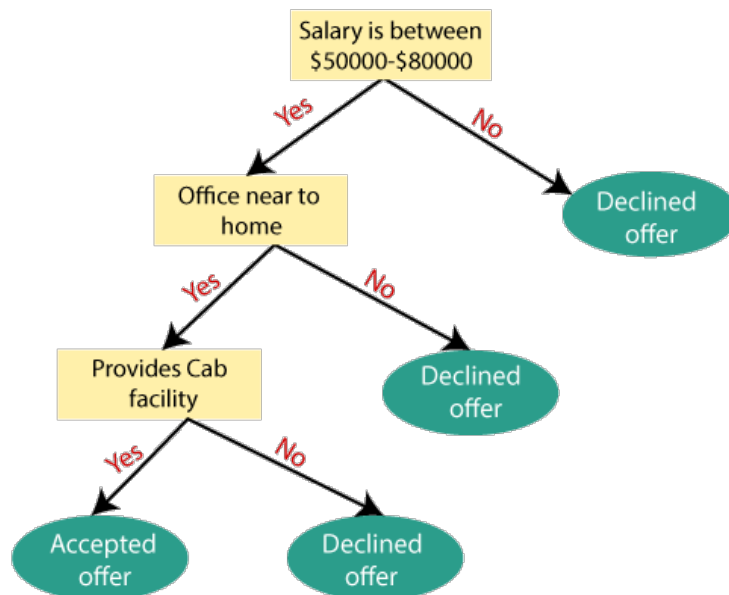 Salary is between
$50000-$80000
Yes
No
Office near to
home
Declined
offer
Yes
No
Provides Cab
facility
Declined
offer
Yes
No
Accepted
offer
Declined
offer